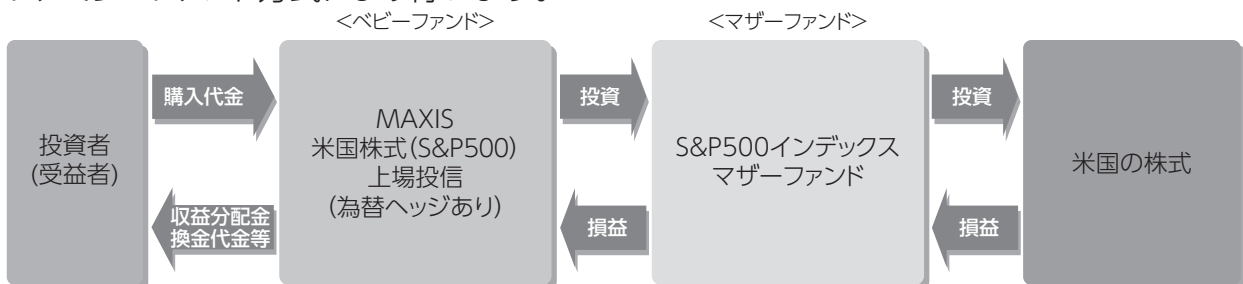 <ベビーファンド>
<マザーファンド>
投資者
(受益者)
購入代金
収益分配金
換金代金等
MAXIS
米国株式(S&P500)
上場投信
(為替ヘッジあり)
投資
損益
S&P500インデックス
マザーファンド
投資
損益
米国の株式